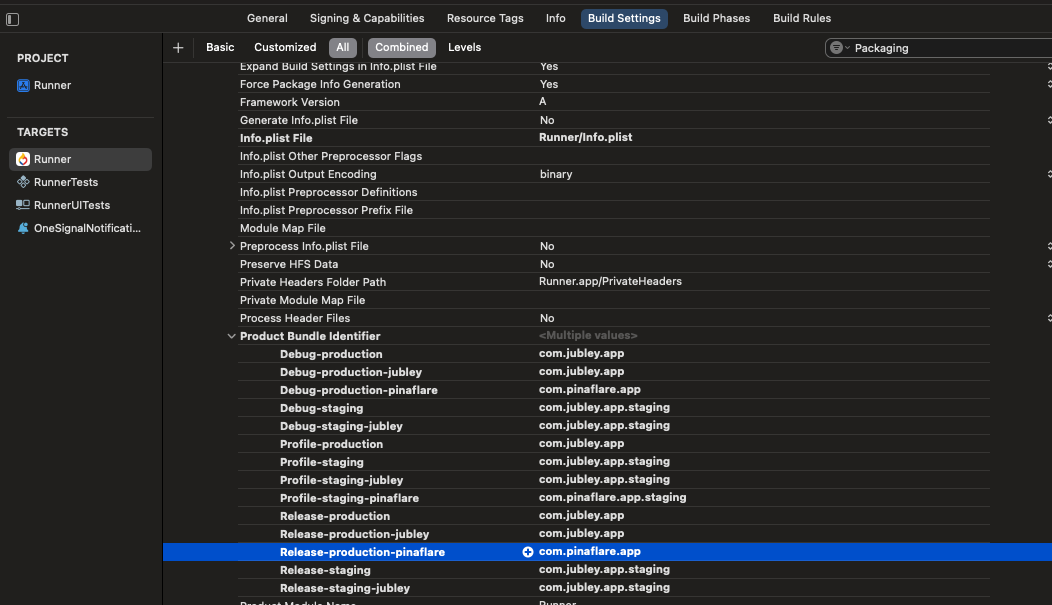 General Signing & Capabilities Resource Tags Info Build Settings Build Phases Build Rules
PROJECT
Runner
TARGETS
Runner
RunnerTests
RunnerUITests
OneSignalNotificati...
+ Basic Customized All Combined Levels Packaging
Expand Build Settings in Info.plist File Yes
Force Package Info Generation Yes
Framework Version A
Generate Info.plist File No
Info.plist File Runner/Info.plist
Info.plist Other Preprocessor Flags
Info.plist Output Encoding binary
Info.plist Preprocessor Definitions
Info.plist Preprocessor Prefix File
Module Map File
Preprocess Info.plist File No
Preserve HFS Data No
Private Headers Folder Path Runner.app/PrivateHeaders
Private Module Map File
Process Header Files No
Product Bundle Identifier <Multiple values>
Debug-production com.jubley.app
Debug-production-jubley com.jubley.app
Debug-production-pinaflare com.pinaflare.app
Debug-staging com.jubley.app.staging
Debug-staging-jubley com.jubley.app.staging
Profile-production com.jubley.app
Profile-staging com.jubley.app.staging
Profile-staging-jubley com.jubley.app.staging
Profile-staging-pinaflare com.pinaflare.app.staging
Release-production com.jubley.app
Release-production-jubley com.jubley.app
Release-production-pinaflare com.pinaflare.app
Release-staging com.jubley.app.staging
Release-staging-jubley com.jubley.app.staging
Product Module Name Runner